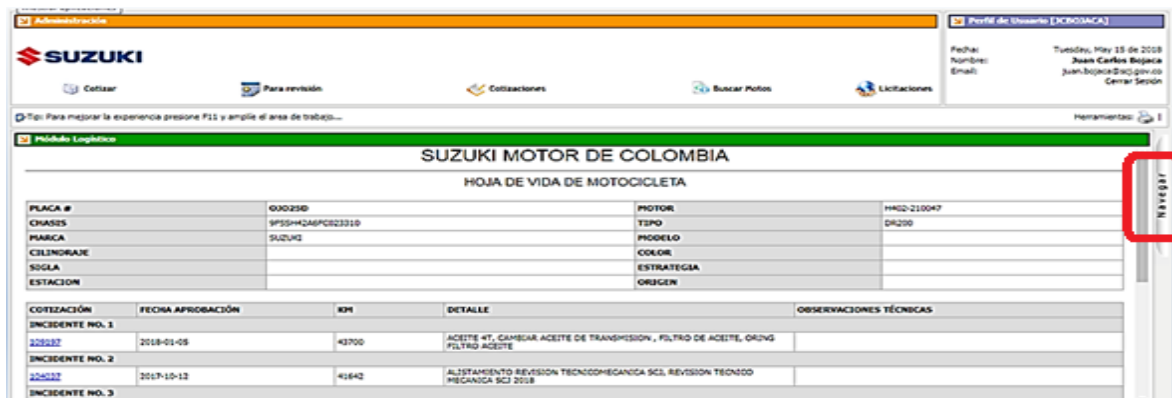 Administración
Perfil de Usuario [JCBOJACA]
SUZUKI
Fecha: Tuesday, May 15 de 2018
Nombre: Juan Carlos Bojaca
Email: juan.bojaca@scj.gov.co
Cerrar Sesión
Cotizar Para revisión Cotizaciones Buscar Motos Licitaciones
Tip: Para mejorar la experiencia presione F11 y amplie el area de trabajo...
Herramientas:
Módulo Logístico
SUZUKI MOTOR DE COLOMBIA
Navegar
HOJA DE VIDA DE MOTOCICLETA
PLACA # MOTOR H402-210047
CHASIS TIPO DR200
MARCA SUZUKI MODELO
CILINDRAJE COLOR
SIGLA ESTRATEGIA
ESTACION ORIGEN
COTIZACIÓN FECHA APROBACIÓN KM DETALLE OBSERVACIONES TÉCNICAS
INCIDENTE NO. 1
109197 2018-01-05 43700 ACEITE 4T, CAMBIAR ACEITE DE TRANSMISION , FILTRO DE ACEITE, ORING
FILTRO ACEITE
INCIDENTE NO. 2
104037 2017-10-12 41642 ALISTAMIENTO REVISION TECNICOMECANICA SCJ, REVISION TECNICO
MECANICA SCJ 2018
INCIDENTE NO. 3